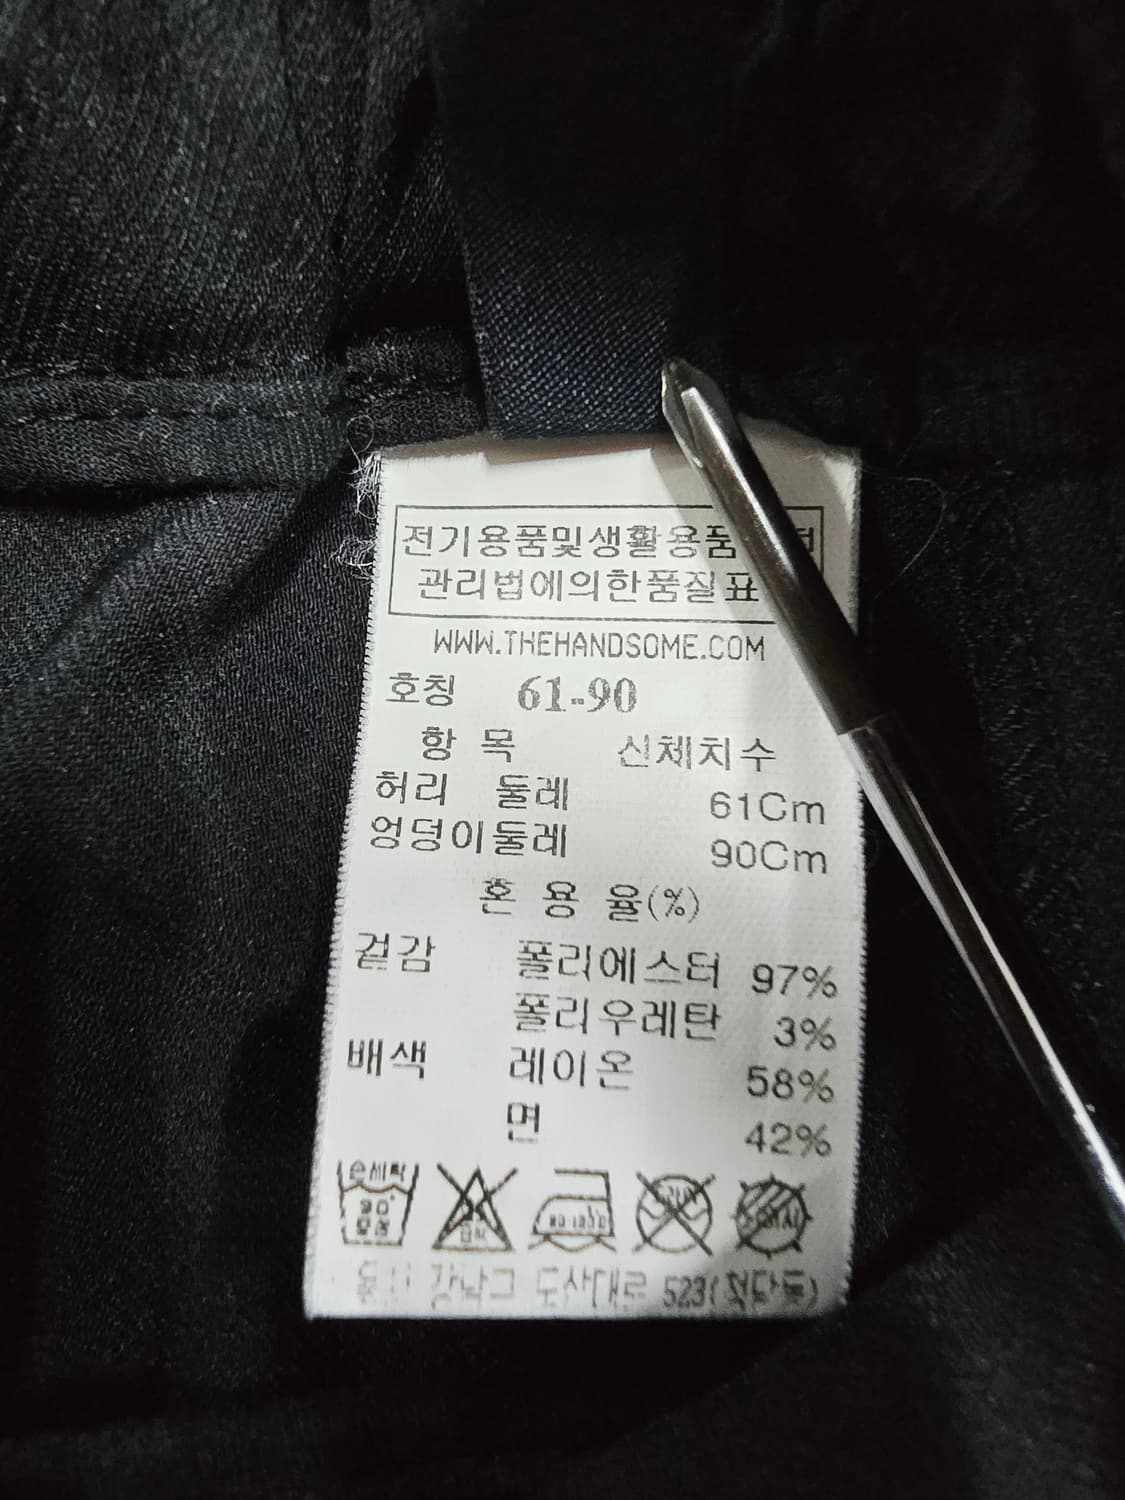 전기용품및생활용품
관리법에의한품질표
WWW.THEHANDSOME.COM
호칭 61-90
항 목 신체치수
허리 둘레 61Cm
엉덩이둘레 90Cm
혼 용 율(%)
겉감 폴리에스터 97%
폴리우레탄 3%
배색 레이온 58%
면 42%
손세탁
강남구 도산대로 523(청담동)